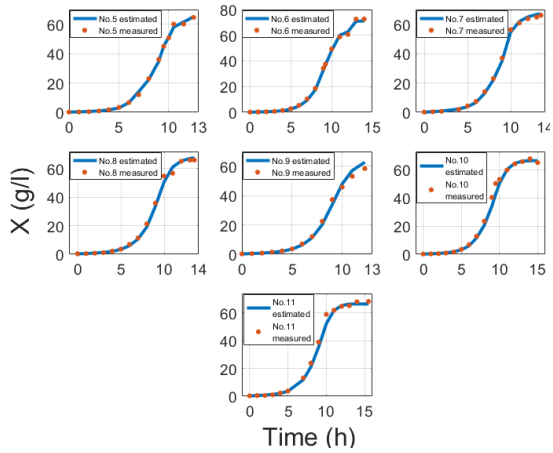 No.5 estimated
No.5 measured
60
40
20
0
0 5 10 13
No.6 estimated
No.6 measured
80
60
40
20
0
0 5 10 14
No.7 estimated
No.7 measured
60
40
20
0
0 5 10 14
X (g/l)
No.8 estimated
No.8 measured
60
40
20
0
0 5 10 14
No.9 estimated
No.9 measured
60
40
20
0
0 5 10 13
No.10
estimated
No.10
measured
60
40
20
0
0 5 10 15
No.11
estimated
No.11
measured
60
40
20
0
0 5 10 15
Time (h)